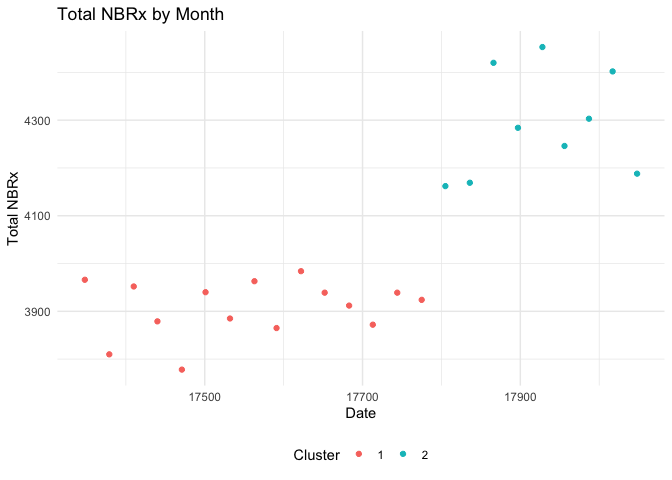 Total NBRx by Month
Total NBRx
4300
4100
3900
17500 17700 17900
Date
Cluster 1 2